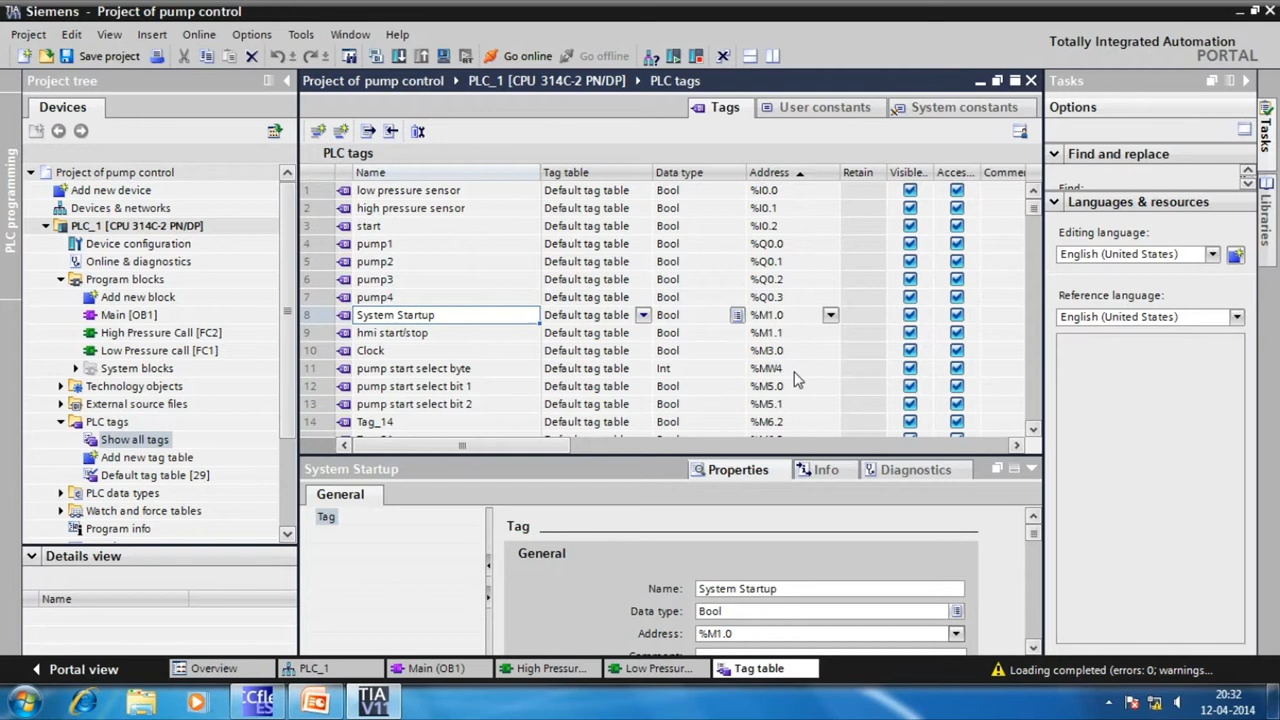 Siemens - Project of pump control
Project Edit View Insert Online Options Tools Window Help
Totally Integrated Automation
PORTAL
Save project Go online Go offline
Project tree
Project of pump control PLC_1 [CPU 314C-2 PN/DP] PLC tags
Tasks
Devices
Tags User constants System constants
Options
PLC programming
Tasks
Libraries
PLC tags
Find and replace
Find:
Languages & resources
Editing language:
English (United States)
Reference language:
English (United States)
Project of pump control
Add new device
Devices & networks
PLC_1 [CPU 314C-2 PN/DP]
Device configuration
Online & diagnostics
Program blocks
Add new block
Main [OB1]
High Pressure Call [FC2]
Low Pressure call [FC1]
System blocks
Technology objects
External source files
PLC tags
Show all tags
Add new tag table
Default tag table [29]
PLC data types
Watch and force tables
Program info
Name Tag table Data type Address Retain Visible.. Acces... Comme
1 low pressure sensor Default tag table Bool %I0.0
2 high pressure sensor Default tag table Bool %I0.1
3 start Default tag table Bool %I0.2
4 pump1 Default tag table Bool %Q0.0
5 pump2 Default tag table Bool %Q0.1
6 pump3 Default tag table Bool %Q0.2
7 pump4 Default tag table Bool %Q0.3
8 System Startup Default tag table Bool %M1.0
9 hmi start/stop Default tag table Bool %M1.1
10 Clock Default tag table Bool %M3.0
11 pump start select byte Default tag table Int %MW4
12 pump start select bit 1 Default tag table Bool %M5.0
13 pump start select bit 2 Default tag table Bool %M5.1
14 Tag_14 Default tag table Bool %M6.2
System Startup
Properties Info Diagnostics
General
Tag
Tag
General
Name: System Startup
Data type: Bool
Address: %M1.0
Details view
Name
Portal view Overview PLC_1 Main (OB1) High Pressur... Low Pressur... Tag table Loading completed (errors: 0; warnings...
TIA
V11
20:32
12-04-2014